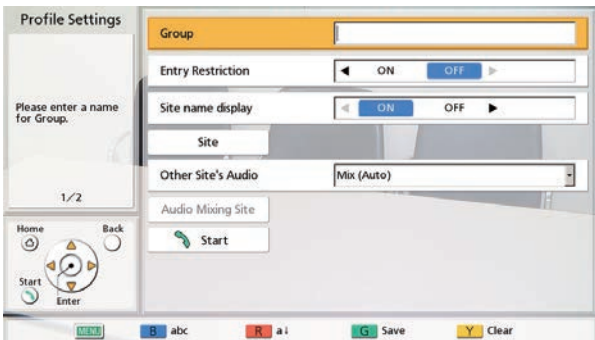 Profile Settings
Please enter a name
for Group.
1/2
Home
Back
Start
Enter
Group
Entry Restriction
ON
OFF
Site name display
ON
OFF
Site
Other Site's Audio
Mix (Auto)
Audio Mixing Site
Start
MENU
B abc
R a↓
G Save
Y Clear